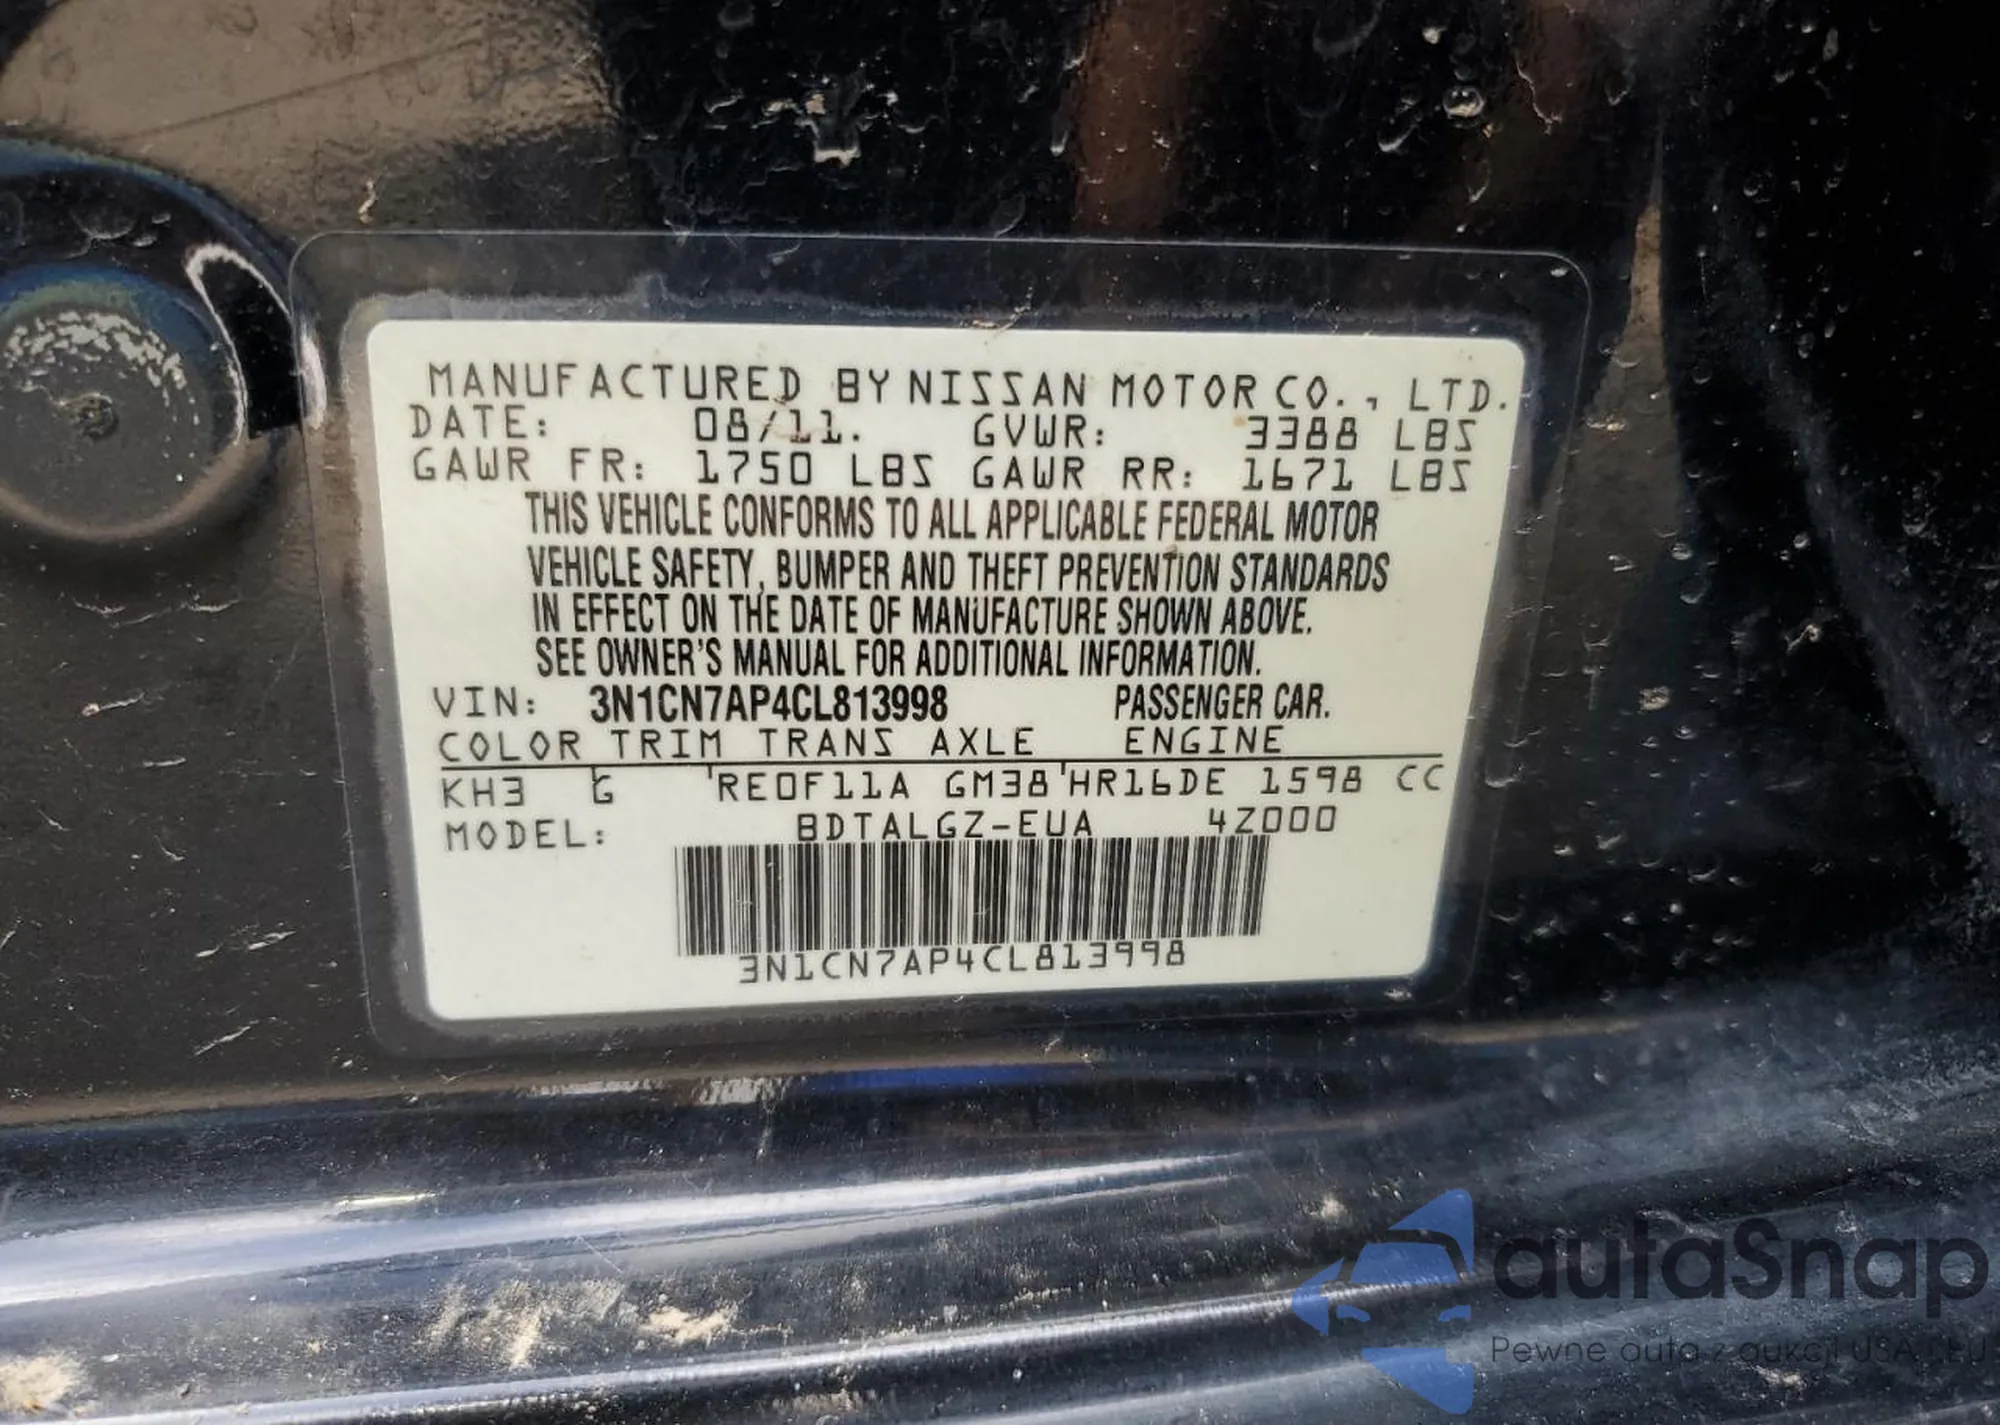 MANUFACTURED BY NISSAN MOTOR CO., LTD.
DATE: 08/11. GVWR: 3388 LBS
GAWR FR: 1750 LBS GAWR RR: 1671 LBS
THIS VEHICLE CONFORMS TO ALL APPLICABLE FEDERAL MOTOR
VEHICLE SAFETY, BUMPER AND THEFT PREVENTION STANDARDS
IN EFFECT ON THE DATE OF MANUFACTURE SHOWN ABOVE.
SEE OWNER'S MANUAL FOR ADDITIONAL INFORMATION.
VIN: 3N1CN7AP4CL813998 PASSENGER CAR.
COLOR TRIM TRANS AXLE ENGINE
KH3 G RE0F11A GM38 HR16DE 1598 CC
MODEL: BDTALGZ-EUA 4Z000
3N1CN7AP4CL813998
autaSnap
Pewne auta z aukcji USA i EU